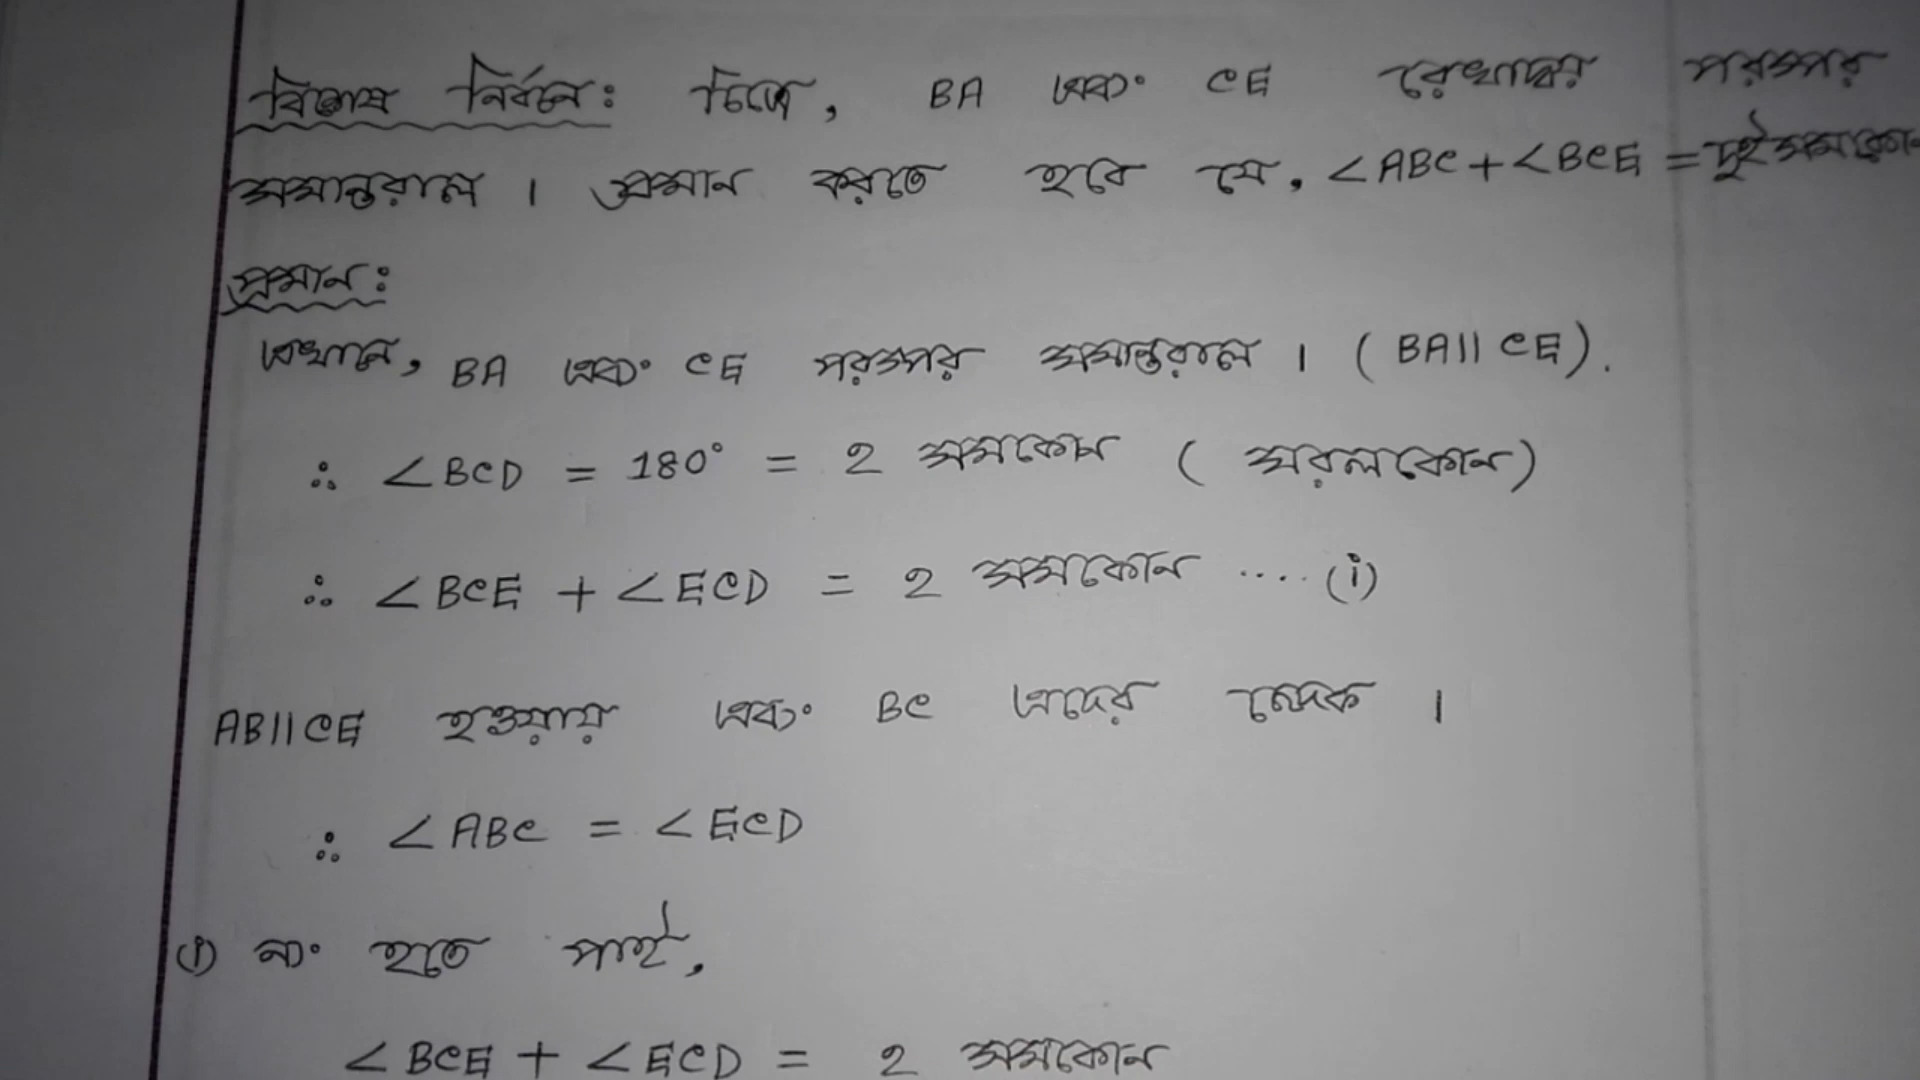 বিশেষ নির্বচন: চিত্রে, BA এবং CE রেখাদ্বয় পরস্পর
সমান্তরাল । প্রমান করতে হবে যে, ∠ABC + ∠BCE = দুই সমকোন
প্রমান:
এখানে, BA এবং CE পরস্পর সমান্তরাল । (BA||CE).
∴ ∠BCD = 180° = 2 সমকোন (সরলকোন)
∴ ∠BCE + ∠ECD = 2 সমকোন .... (i)
AB||CE হওয়ায় এবং BC এদের ছেদক ।
∴ ∠ABC = ∠ECD
(i) নং হতে পাই,
∠BCE + ∠ECD = 2 সমকোন